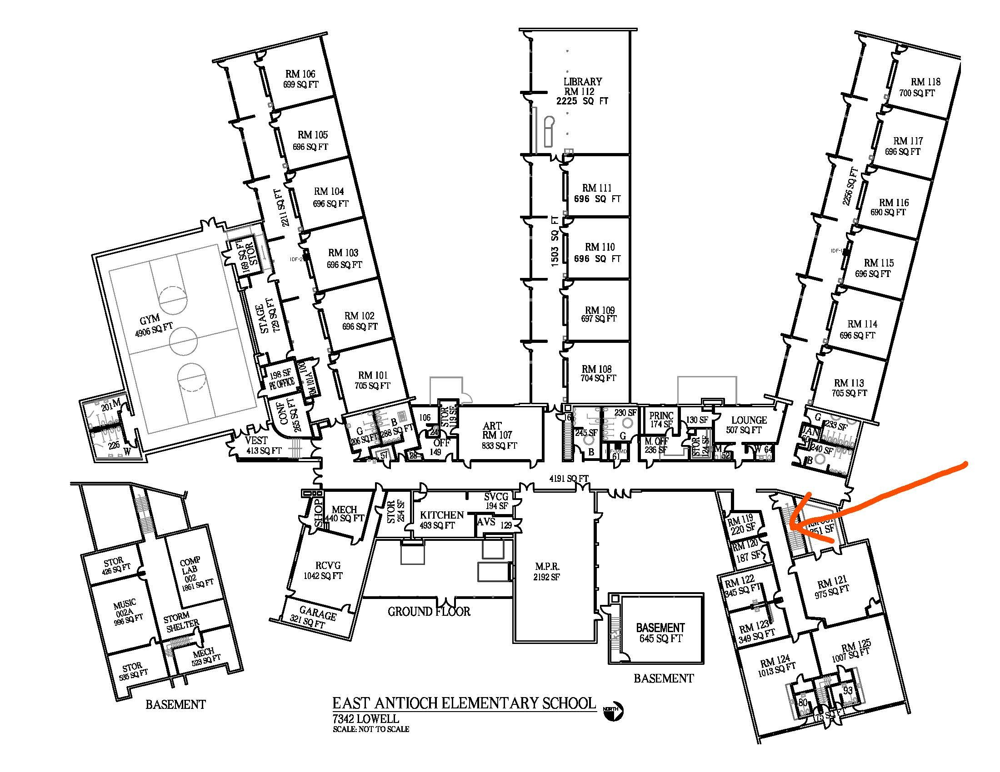 RM 106
699 SQ FT
RM 105
696 SQ FT
RM 104
696 SQ FT
2211 SQ FT
RM 103
696 SQ FT
IDF-2
RM 102
696 SQ FT
RM 101
705 SQ FT
169 SQ FT
STOR
STAGE
729 SQ FT
GYM
4906 SQ FT
198 SF
PE OFFICE
RM 101A 100
CONF
265 SQ FT
201 M
226
W
VEST
413 SQ FT
G
206 SQ FT
B
288 SQ FT
57
28
106
24
STOR
119 SF
OFF
149
ART
RM 107
833 SQ FT
LIBRARY
RM 112
2225 SQ FT
RM 111
696 SQ FT
1503 SQ FT
RM 110
696 SQ FT
RM 109
697 SQ FT
RM 108
704 SQ FT
16
245 SF
B
230 SF
G
61
PRINC
174 SF
M. OFF
236 SF
130 SF
STOR
124 SF
LOUNGE
507 SQ FT
M
52
W 64
RM 118
700 SQ FT
RM 117
696 SQ FT
RM 116
690 SQ FT
2256 SQ FT
IDF-1
RM 115
696 SQ FT
RM 114
696 SQ FT
RM 113
705 SQ FT
G
233 SF
JAN
60
240 SF
B
4191 SQ FT
SHOP
MECH
440 SQ FT
STOR
254 SF
KITCHEN
493 SQ FT
SVCG
194 SF
AVS
129
RCVG
1042 SQ FT
GARAGE
321 SQ FT
GROUND FLOOR
M.P.R.
2192 SF
BASEMENT
645 SQ FT
BASEMENT
RM 119
220 SF
RM 120
187 SF
351 SF
RM 121
975 SQ FT
RM 122
345 SQ FT
RM 123
349 SQ FT
RM 124
1013 SQ FT
RM 125
1007 SQ FT
80
93
175 SQ FT
STOR
426 SQ FT
COMP
LAB
002
1861 SQ FT
MUSIC
002A
996 SQ FT
STORM
SHELTER
MECH
523 SQ FT
STOR
535 SQ FT
BASEMENT
EAST ANTIOCH ELEMENTARY SCHOOL
7342 LOWELL
SCALE: NOT TO SCALE
NORTH